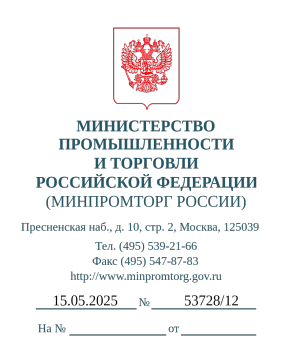 МИНИСТЕРСТВО
ПРОМЫШЛЕННОСТИ
И ТОРГОВЛИ
РОССИЙСКОЙ ФЕДЕРАЦИИ
(МИНПРОМТОРГ РОССИИ)
Пресненская наб., д. 10, стр. 2, Москва, 125039
Тел. (495) 539-21-66
Факс (495) 547-87-83
http://www.minpromtorg.gov.ru
15.05.2025 № 53728/12
На № от